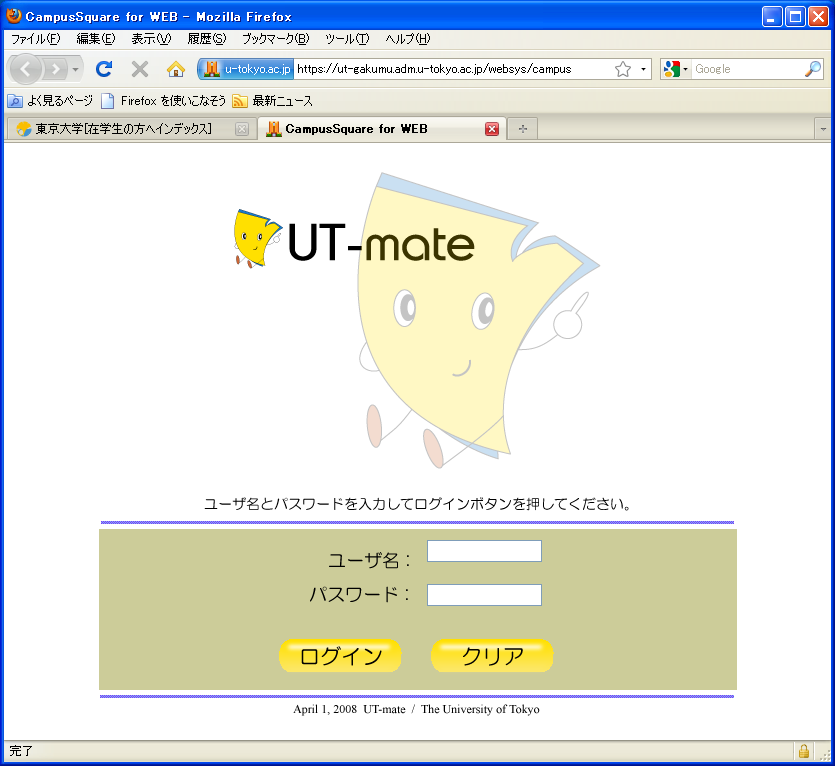 CampusSquare for WEB - Mozilla Firefox
ファイル(F) 編集(E) 表示(V) 履歴(S) ブックマーク(B) ツール(T) ヘルプ(H)
u-tokyo.ac.jp https://ut-gakumu.adm.u-tokyo.ac.jp/websys/campus Google
よく見るページ Firefox を使いこなそう 最新ニュース
東京大学[在学生の方へインデックス] CampusSquare for WEB
UT-mate
ユーザ名とパスワードを入力してログインボタンを押してください。
ユーザ名：
パスワード：
ログイン クリア
April 1, 2008 UT-mate / The University of Tokyo
完了